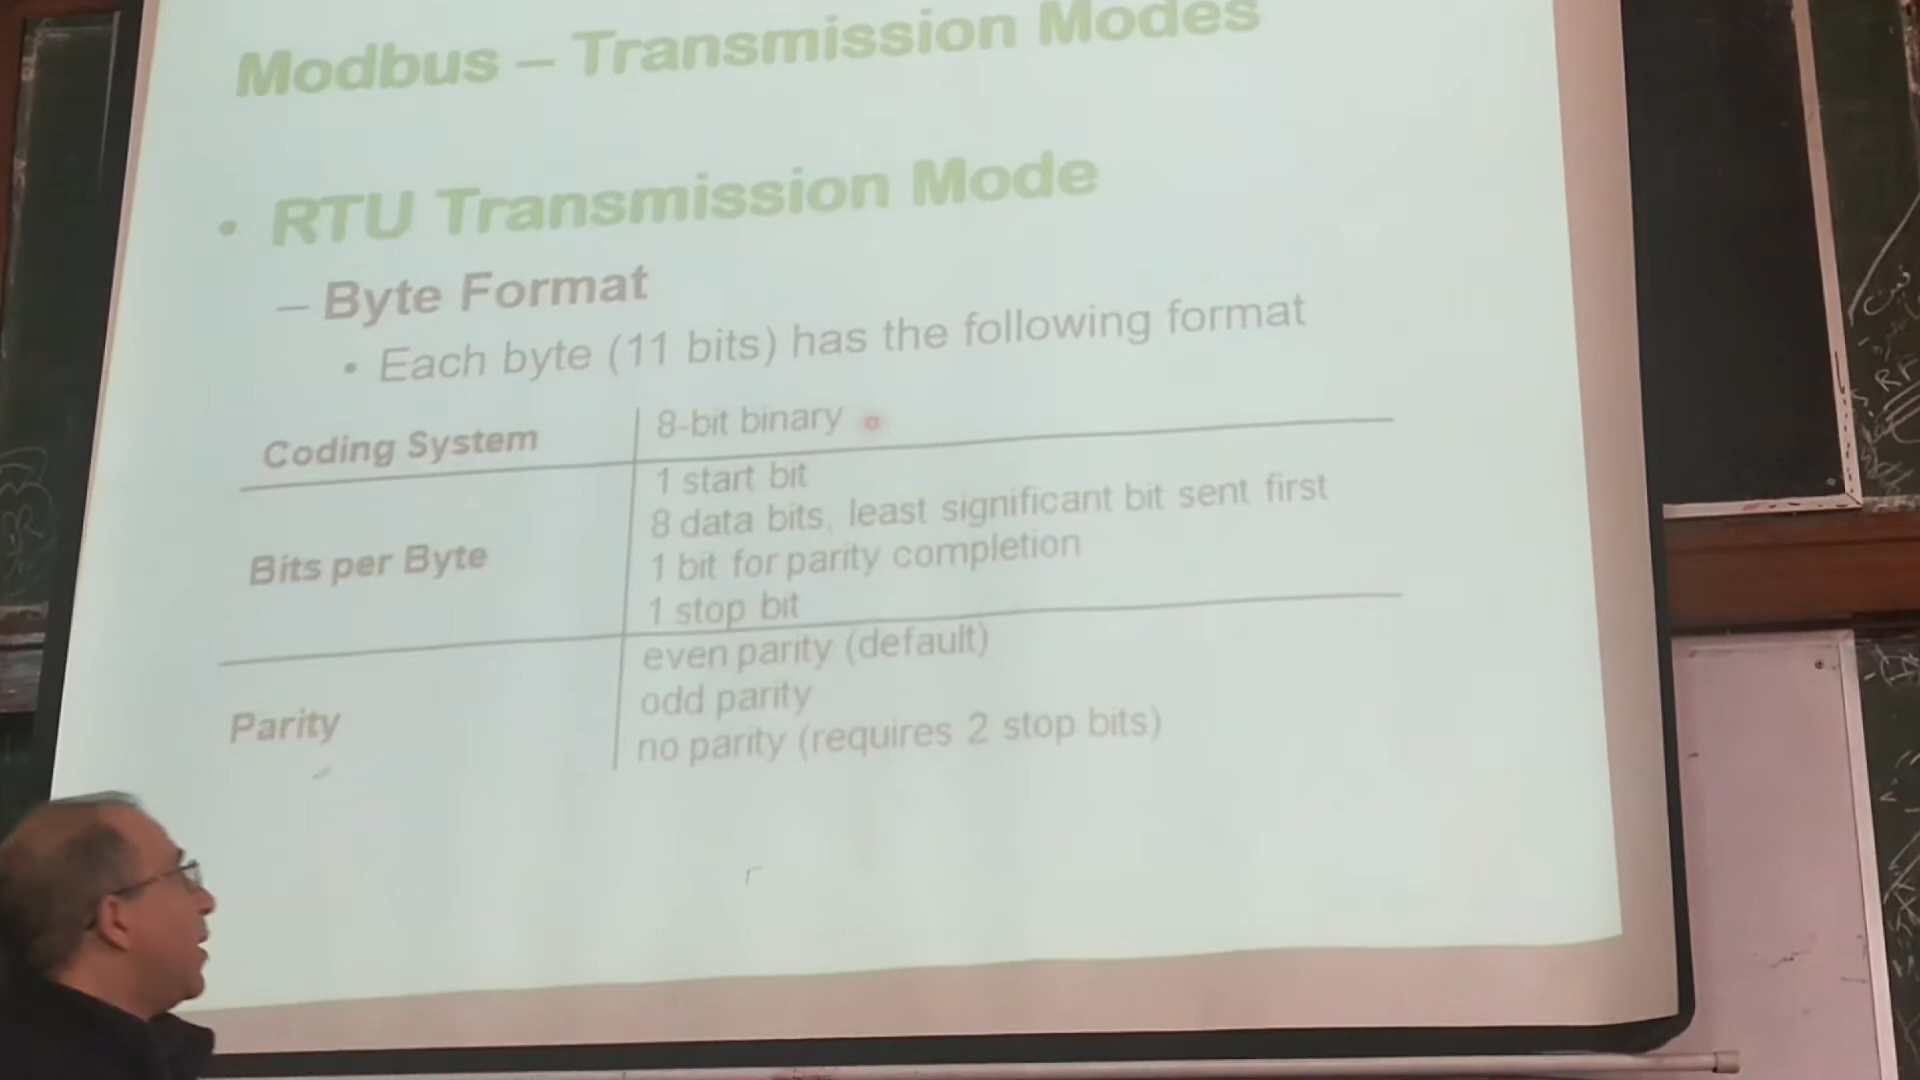 Modbus – Transmission Modes
• RTU Transmission Mode
– Byte Format
• Each byte (11 bits) has the following format
Coding System
8-bit binary
Bits per Byte
1 start bit
8 data bits, least significant bit sent first
1 bit for parity completion
1 stop bit
Parity
even parity (default)
odd parity
no parity (requires 2 stop bits)
RF